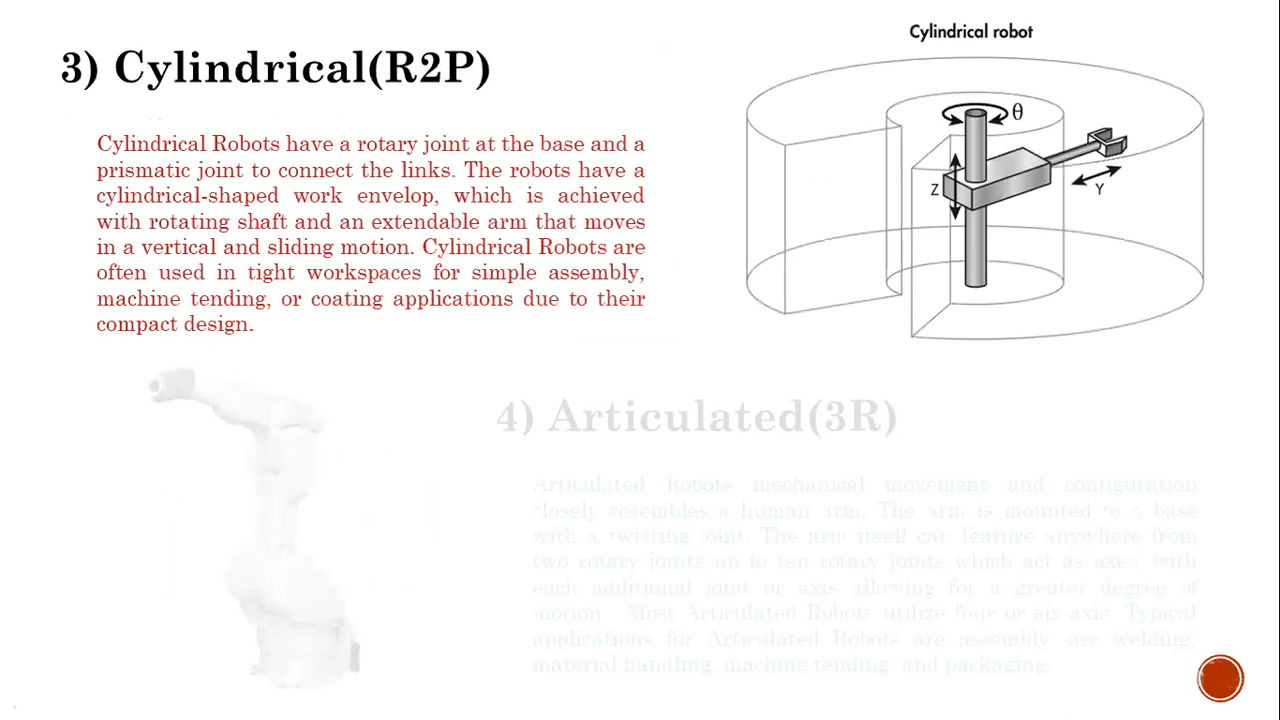 3) Cylindrical(R2P)
Cylindrical Robots have a rotary joint at the base and a
prismatic joint to connect the links. The robots have a
cylindrical-shaped work envelop, which is achieved
with rotating shaft and an extendable arm that moves
in a vertical and sliding motion. Cylindrical Robots are
often used in tight workspaces for simple assembly,
machine tending, or coating applications due to their
compact design.
Cylindrical robot
θ
Z
Y
4) Articulated(3R)
Articulated Robots mechanical movement and configuration
closely resembles a human arm. The arm is mounted to a base
with a twisting joint. The arm itself can feature anywhere from
two rotary joints up to ten rotary joints which act as axes with
each additional joint or axis allowing for a greater degree of
motion. Most Articulated Robots utilize four or six-axis. Typical
applications for Articulated Robots are assembly, arc welding,
material handling, machine tending, and packaging.